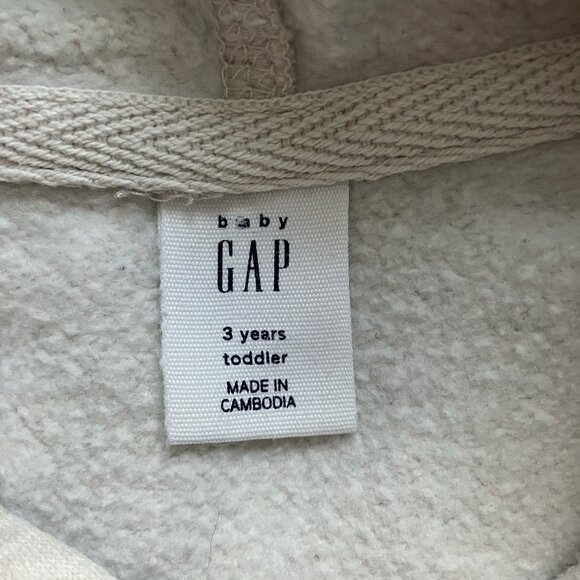 baby
GAP
3 years
toddler
MADE IN
CAMBODIA